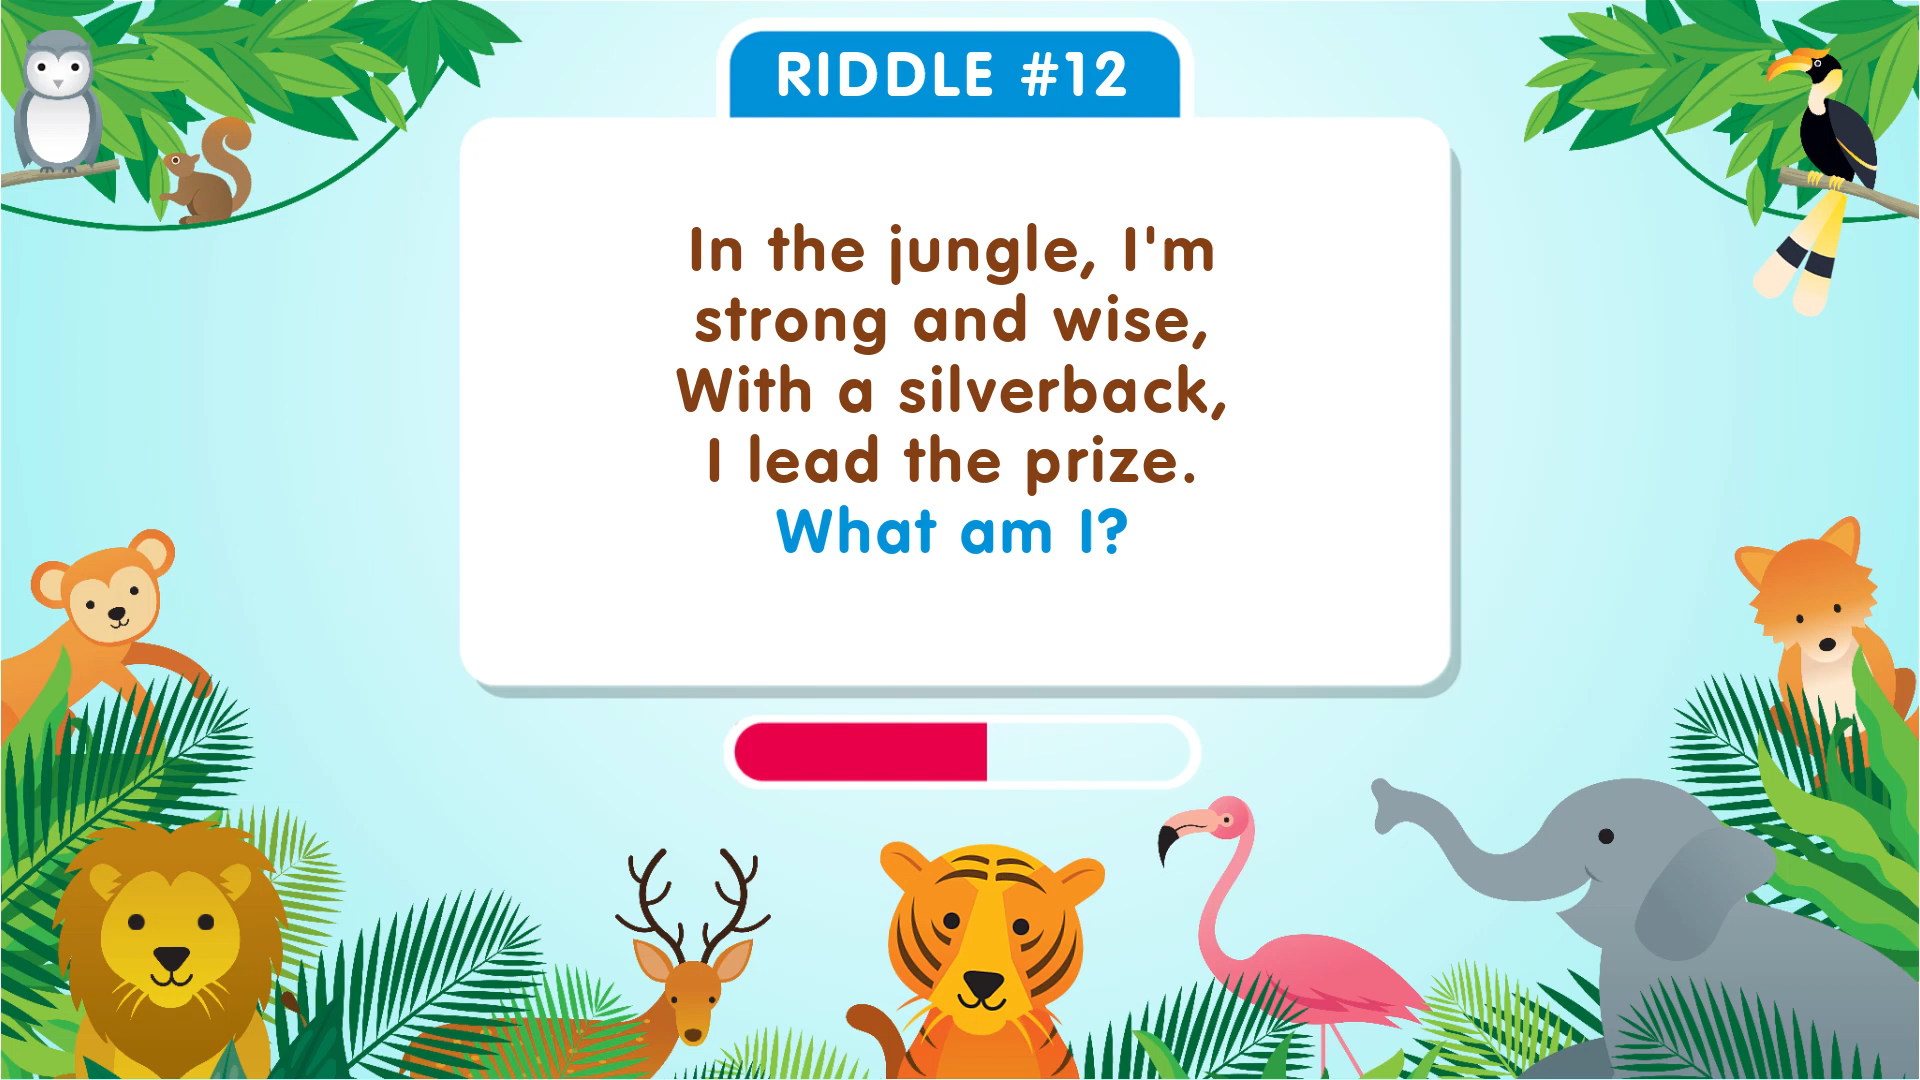 RIDDLE #12
In the jungle, I'm
strong and wise,
With a silverback,
I lead the prize.
What am I?